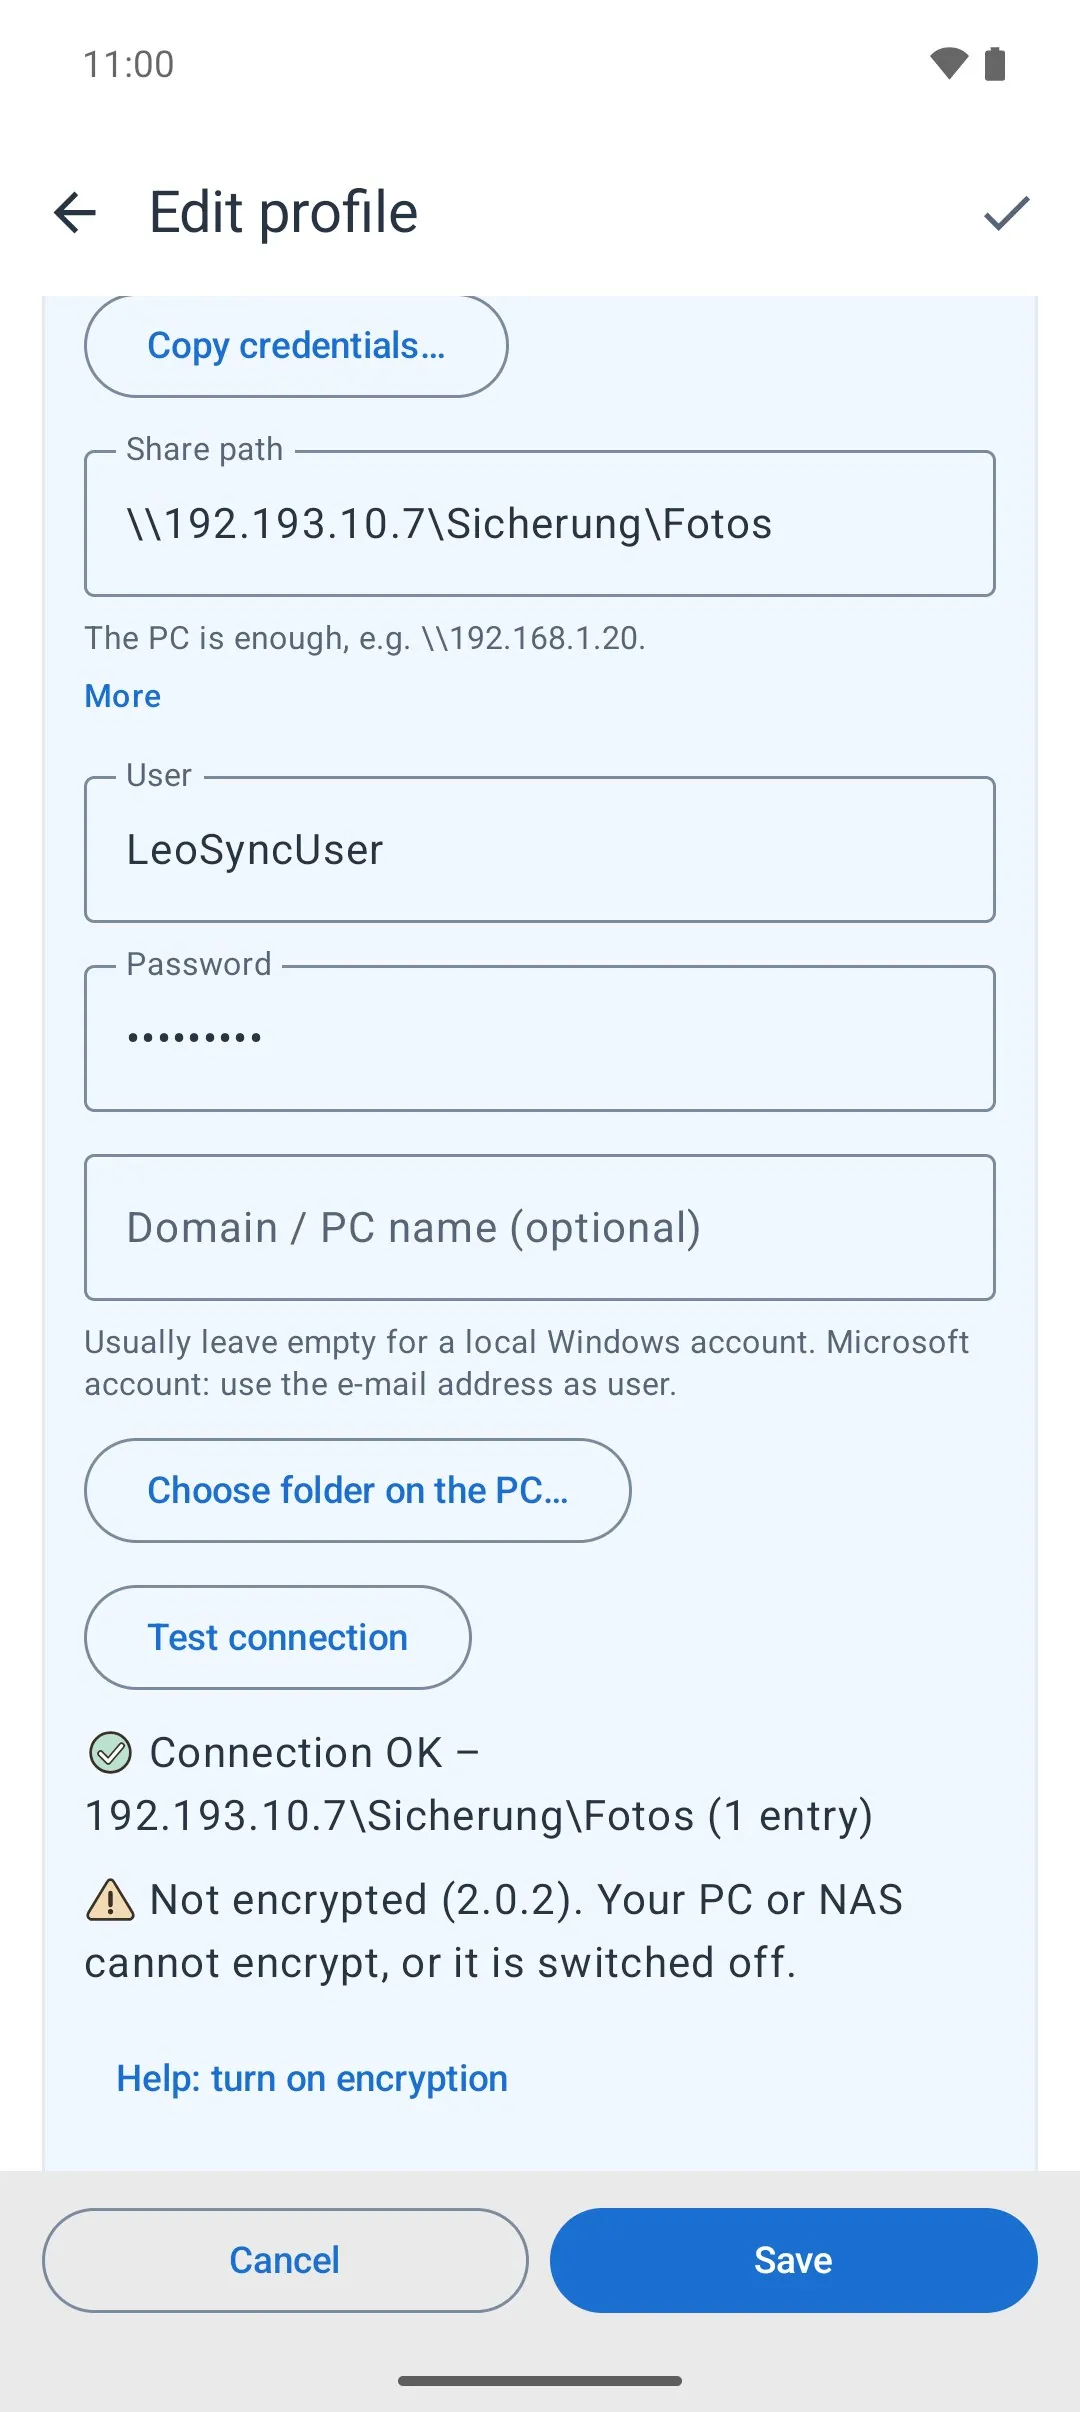 11:00
Edit profile
Copy credentials...
Share path
\\192.193.10.7\Sicherung\Fotos
The PC is enough, e.g. \\192.168.1.20.
More
User
LeoSyncUser
Password
•••••••••
Domain / PC name (optional)
Usually leave empty for a local Windows account. Microsoft
account: use the e-mail address as user.
Choose folder on the PC...
Test connection
Connection OK –
192.193.10.7\Sicherung\Fotos (1 entry)
Not encrypted (2.0.2). Your PC or NAS
cannot encrypt, or it is switched off.
Help: turn on encryption
Cancel
Save